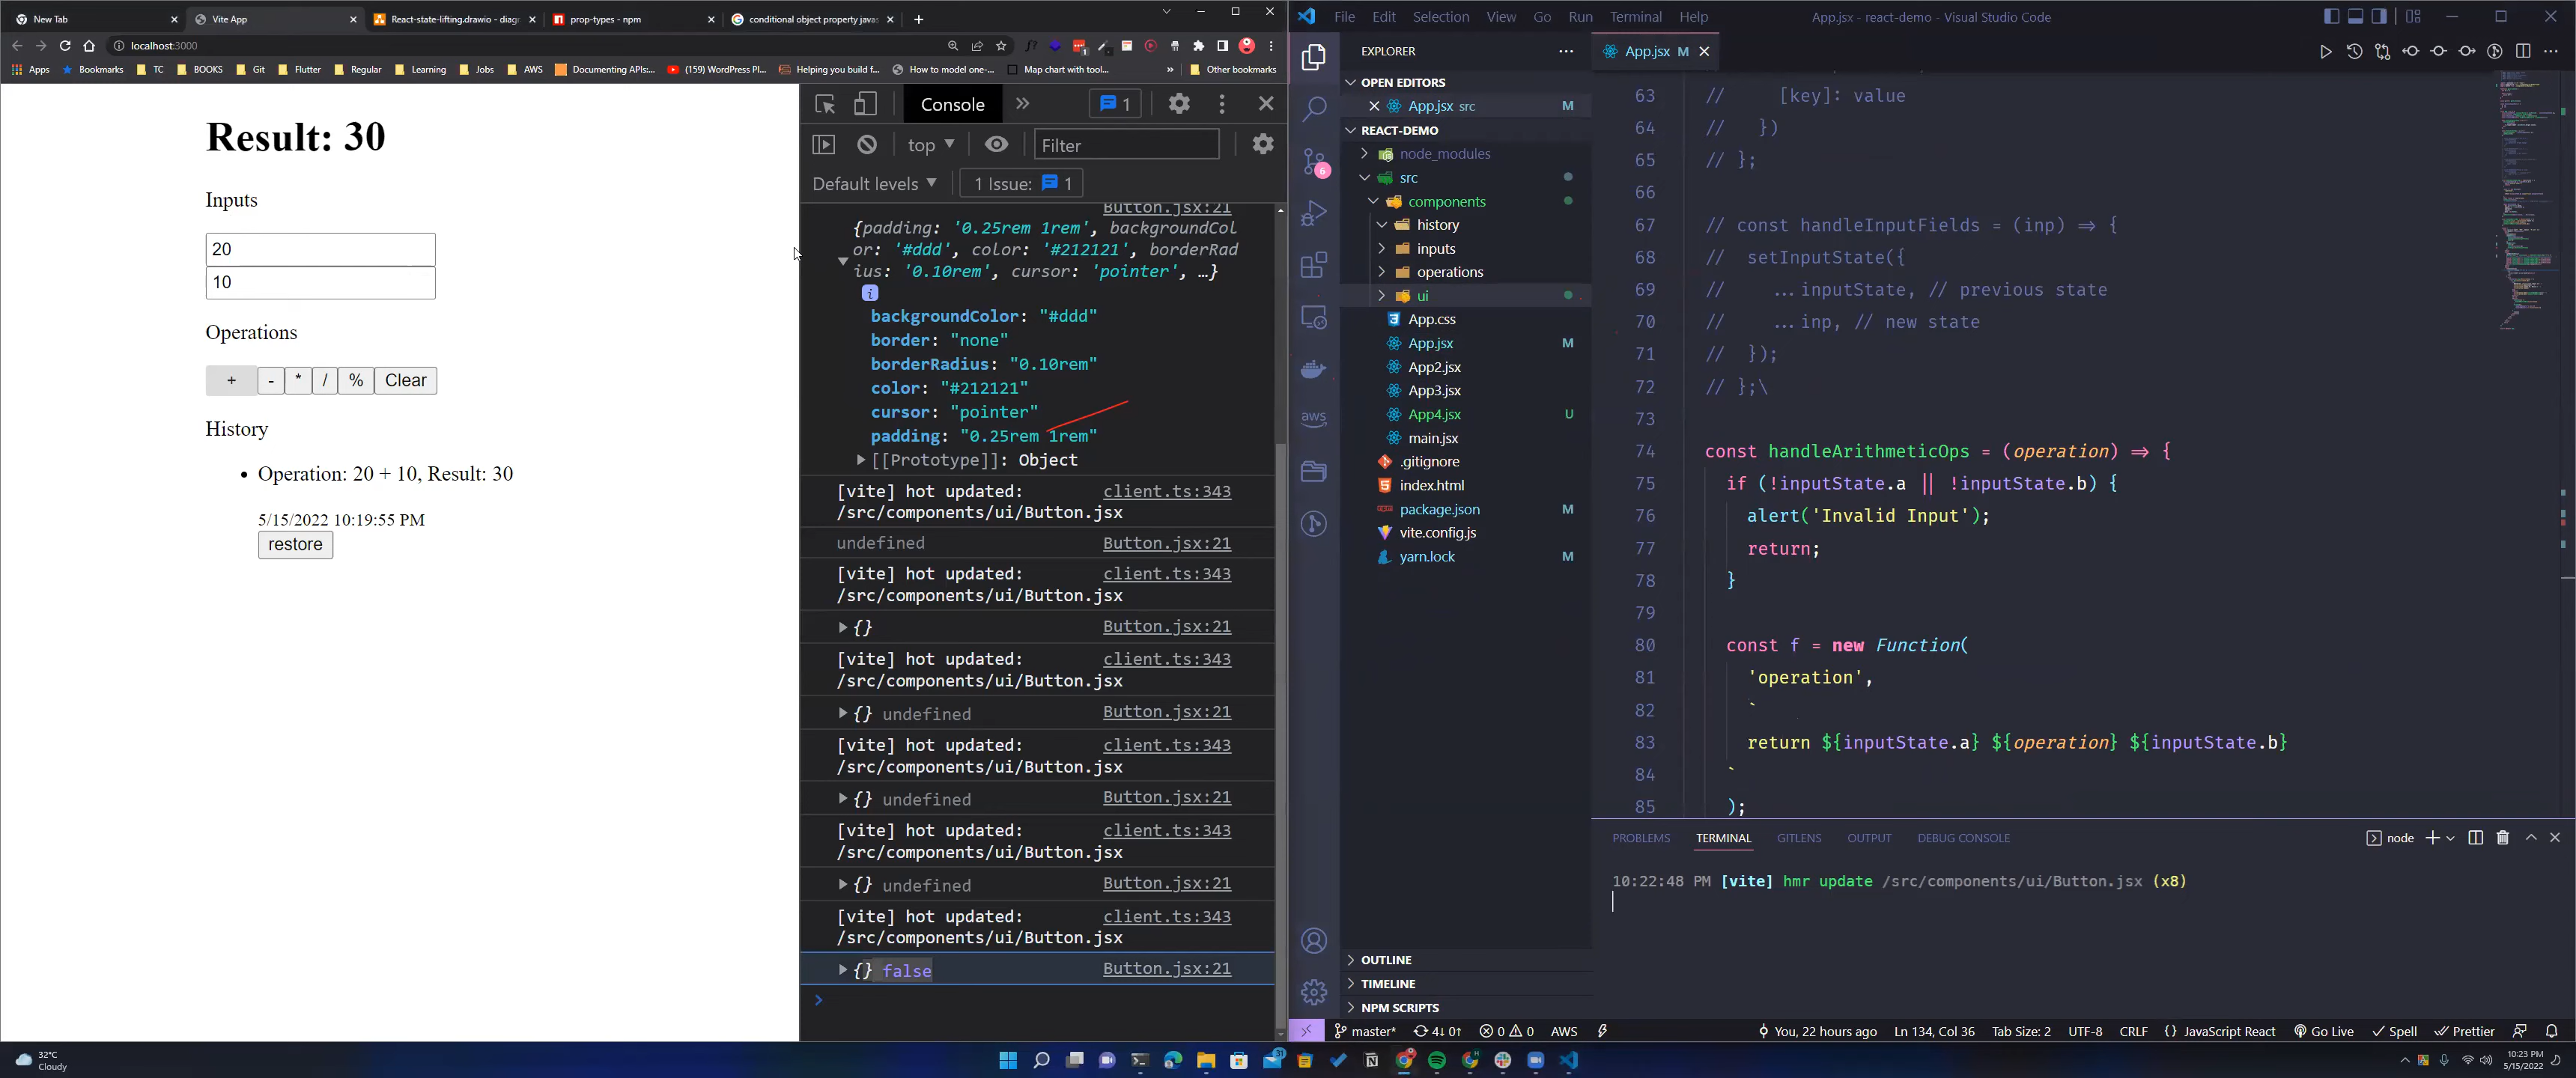 New Tab
Vite App
React-state-lifting.drawio - diag
prop-types - npm
conditional object property javas
localhost:3000
Apps
Bookmarks
TC
BOOKS
Git
Flutter
Regular
Learning
Jobs
AWS
Documenting APIs:...
(159) WordPress Pl...
Helping you build f...
How to model one-...
Map chart with tool...
»
Other bookmarks
Result: 30
Inputs
20
10
Operations
+ - * / % Clear
History
• Operation: 20 + 10, Result: 30
5/15/2022 10:19:55 PM
restore
Console
1
top
Filter
Default levels
1 Issue: 1
Button.jsx:21
{padding: '0.25rem 1rem', backgroundCol
or: '#ddd', color: '#212121', borderRad
ius: '0.10rem', cursor: 'pointer', …}
i
backgroundColor: "#ddd"
border: "none"
borderRadius: "0.10rem"
color: "#212121"
cursor: "pointer"
padding: "0.25rem 1rem"
[[Prototype]]: Object
[vite] hot updated: client.ts:343
/src/components/ui/Button.jsx
undefined Button.jsx:21
[vite] hot updated: client.ts:343
/src/components/ui/Button.jsx
{} Button.jsx:21
[vite] hot updated: client.ts:343
/src/components/ui/Button.jsx
{} undefined Button.jsx:21
[vite] hot updated: client.ts:343
/src/components/ui/Button.jsx
{} undefined Button.jsx:21
[vite] hot updated: client.ts:343
/src/components/ui/Button.jsx
{} undefined Button.jsx:21
[vite] hot updated: client.ts:343
/src/components/ui/Button.jsx
{} false Button.jsx:21
File Edit Selection View Go Run Terminal Help
App.jsx - react-demo - Visual Studio Code
EXPLORER
OPEN EDITORS
App.jsx src M
REACT-DEMO
node_modules
src
components
history
inputs
operations
ui
App.css
App.jsx M
App2.jsx
App3.jsx
App4.jsx U
main.jsx
.gitignore
index.html
package.json M
vite.config.js
yarn.lock M
OUTLINE
TIMELINE
NPM SCRIPTS
6
aws
App.jsx M
63 // [key]: value
64 // })
65 // };
66
67 // const handleInputFields = (inp) => {
68 // setInputState({
69 // ...inputState, // previous state
70 // ...inp, // new state
71 // });
72 // };\
73
74 const handleArithmeticOps = (operation) => {
75 if (!inputState.a || !inputState.b) {
76 alert('Invalid Input');
77 return;
78 }
79
80 const f = new Function(
81 'operation',
82 `
83 return ${inputState.a} ${operation} ${inputState.b}
84 `
85 );
PROBLEMS TERMINAL GITLENS OUTPUT DEBUG CONSOLE
node
10:22:48 PM [vite] hmr update /src/components/ui/Button.jsx (x8)
master* 4↓ 0↑ 0 0 AWS
You, 22 hours ago Ln 134, Col 36 Tab Size: 2 UTF-8 CRLF {} JavaScript React Go Live Spell Prettier
32°C
Cloudy
31
10:23 PM
5/15/2022